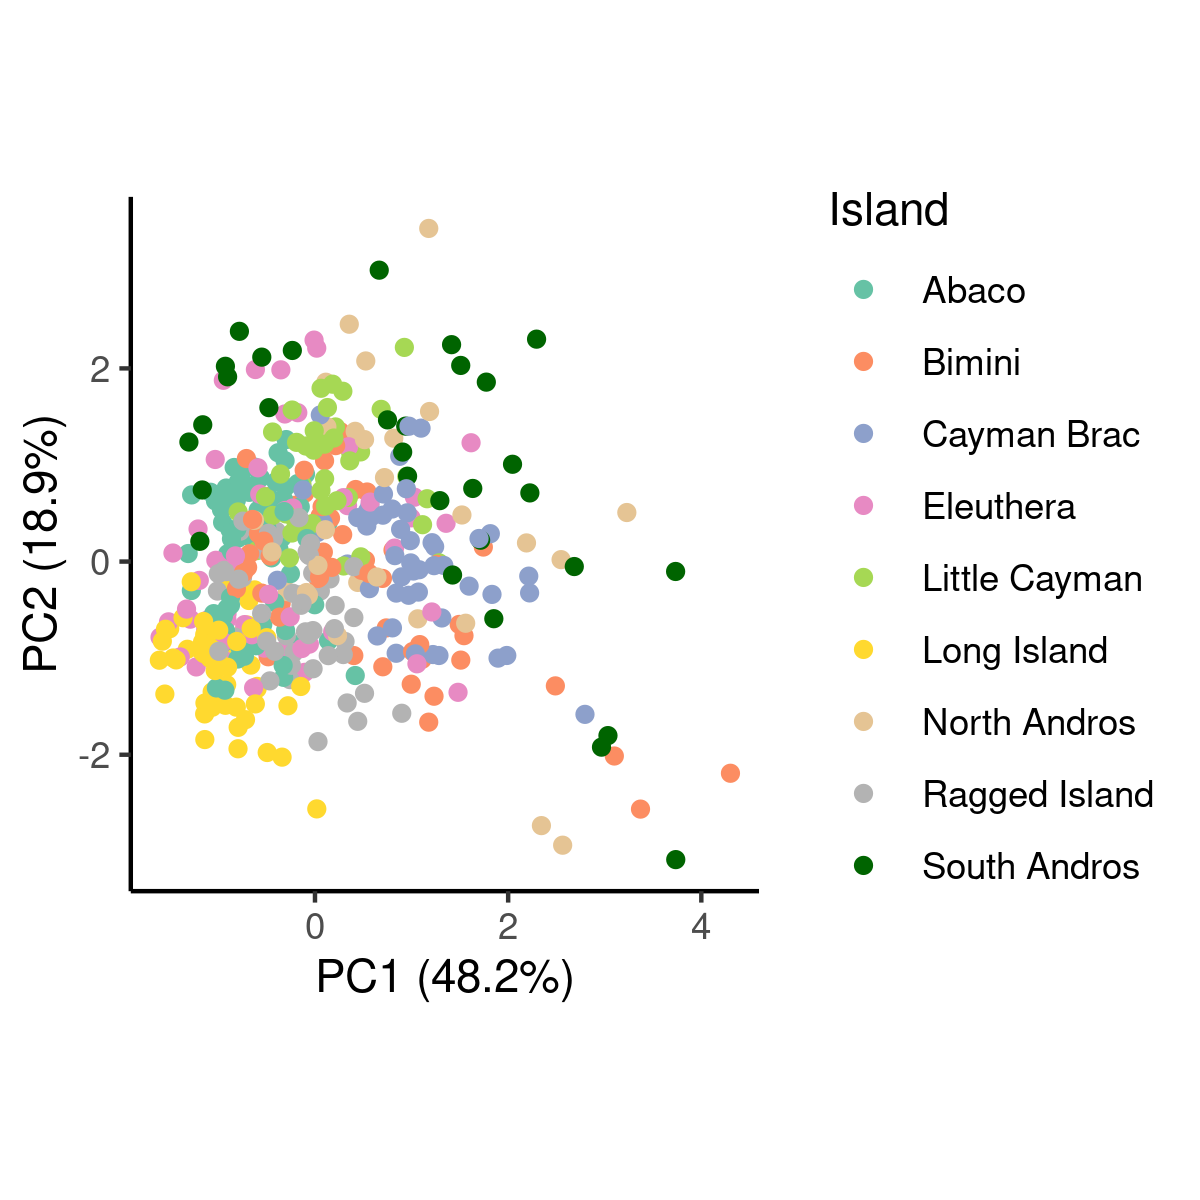 Island
Abaco
Bimini
Cayman Brac
Eleuthera
Little Cayman
Long Island
North Andros
Ragged Island
South Andros
2
0
-2
PC2 (18.9%)
0 2 4
PC1 (48.2%)